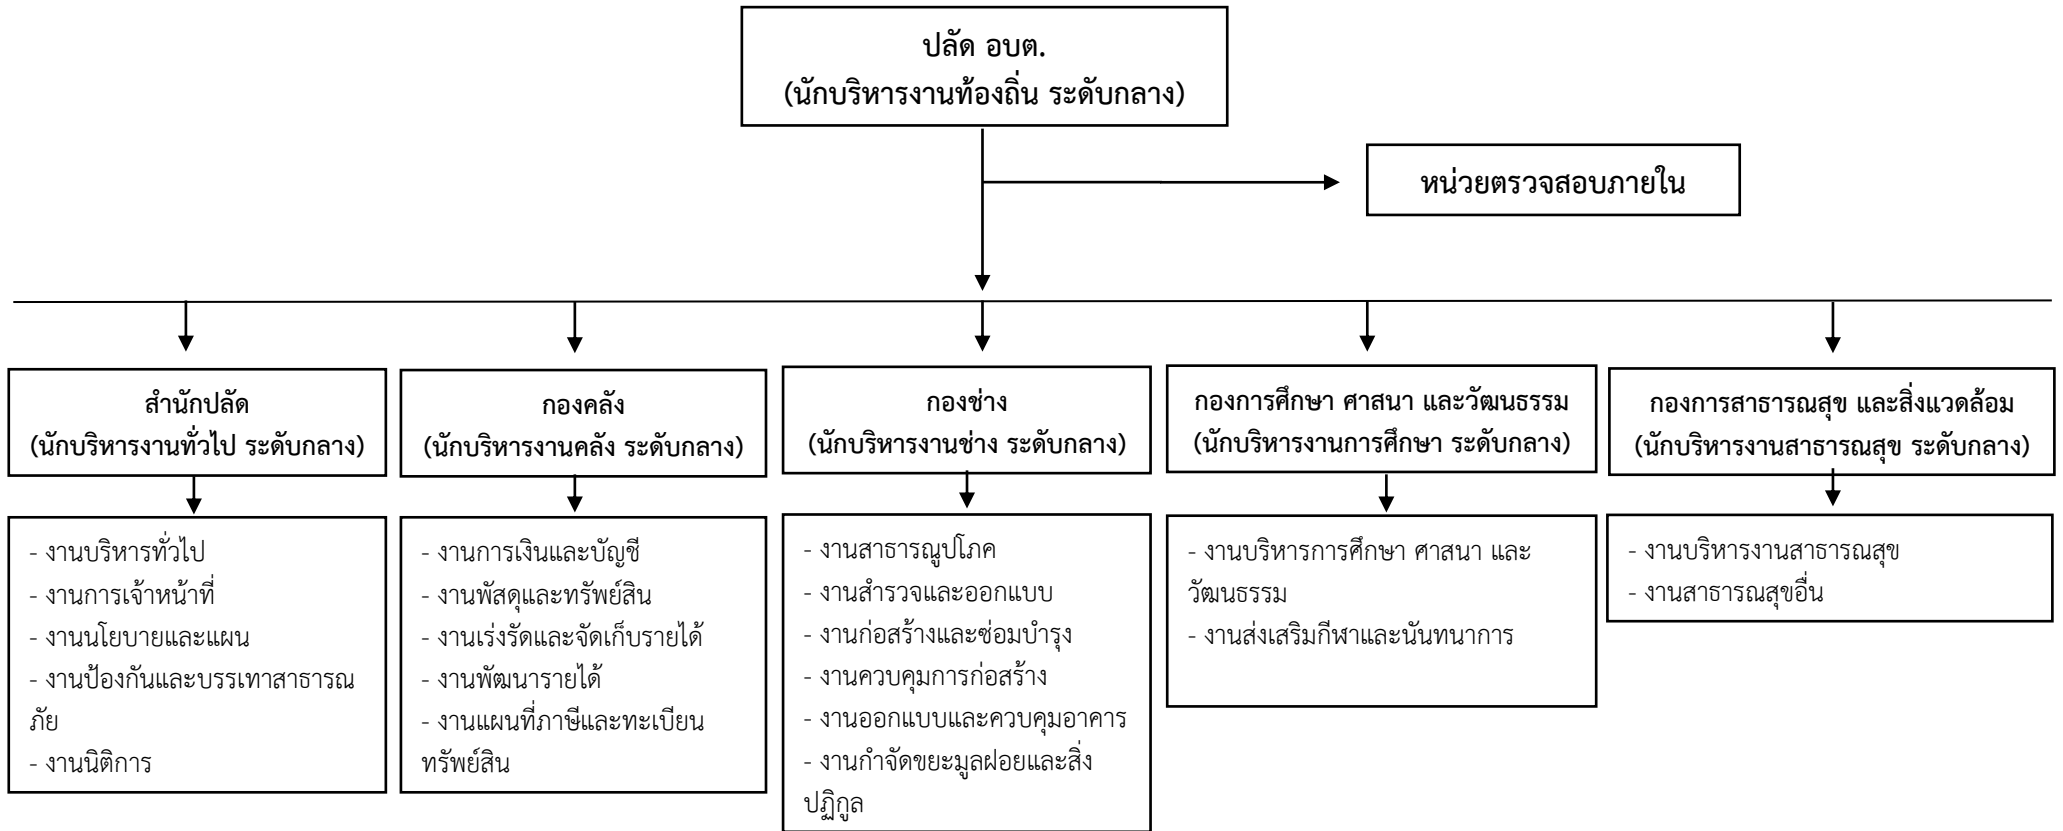 ปลัด อบต.
(นักบริหารงานท้องถิ่น ระดับกลาง)
หน่วยตรวจสอบภายใน
สำนักปลัด
(นักบริหารงานทั่วไป ระดับกลาง)
กองคลัง
(นักบริหารงานคลัง ระดับกลาง)
กองช่าง
(นักบริหารงานช่าง ระดับกลาง)
กองการศึกษา ศาสนา และวัฒนธรรม
(นักบริหารงานการศึกษา ระดับกลาง)
กองการสาธารณสุข และสิ่งแวดล้อม
(นักบริหารงานสาธารณสุข ระดับกลาง)
- งานบริหารทั่วไป
- งานการเจ้าหน้าที่
- งานนโยบายและแผน
- งานป้องกันและบรรเทาสาธารณ
ภัย
- งานนิติการ
- งานการเงินและบัญชี
- งานพัสดุและทรัพย์สิน
- งานเร่งรัดและจัดเก็บรายได้
- งานพัฒนารายได้
- งานแผนที่ภาษีและทะเบียน
ทรัพย์สิน
- งานสาธารณูปโภค
- งานสำรวจและออกแบบ
- งานก่อสร้างและซ่อมบำรุง
- งานควบคุมการก่อสร้าง
- งานออกแบบและควบคุมอาคาร
- งานกำจัดขยะมูลฝอยและสิ่ง
ปฏิกูล
- งานบริหารการศึกษา ศาสนา และ
วัฒนธรรม
- งานส่งเสริมกีฬาและนันทนาการ
- งานบริหารงานสาธารณสุข
- งานสาธารณสุขอื่น